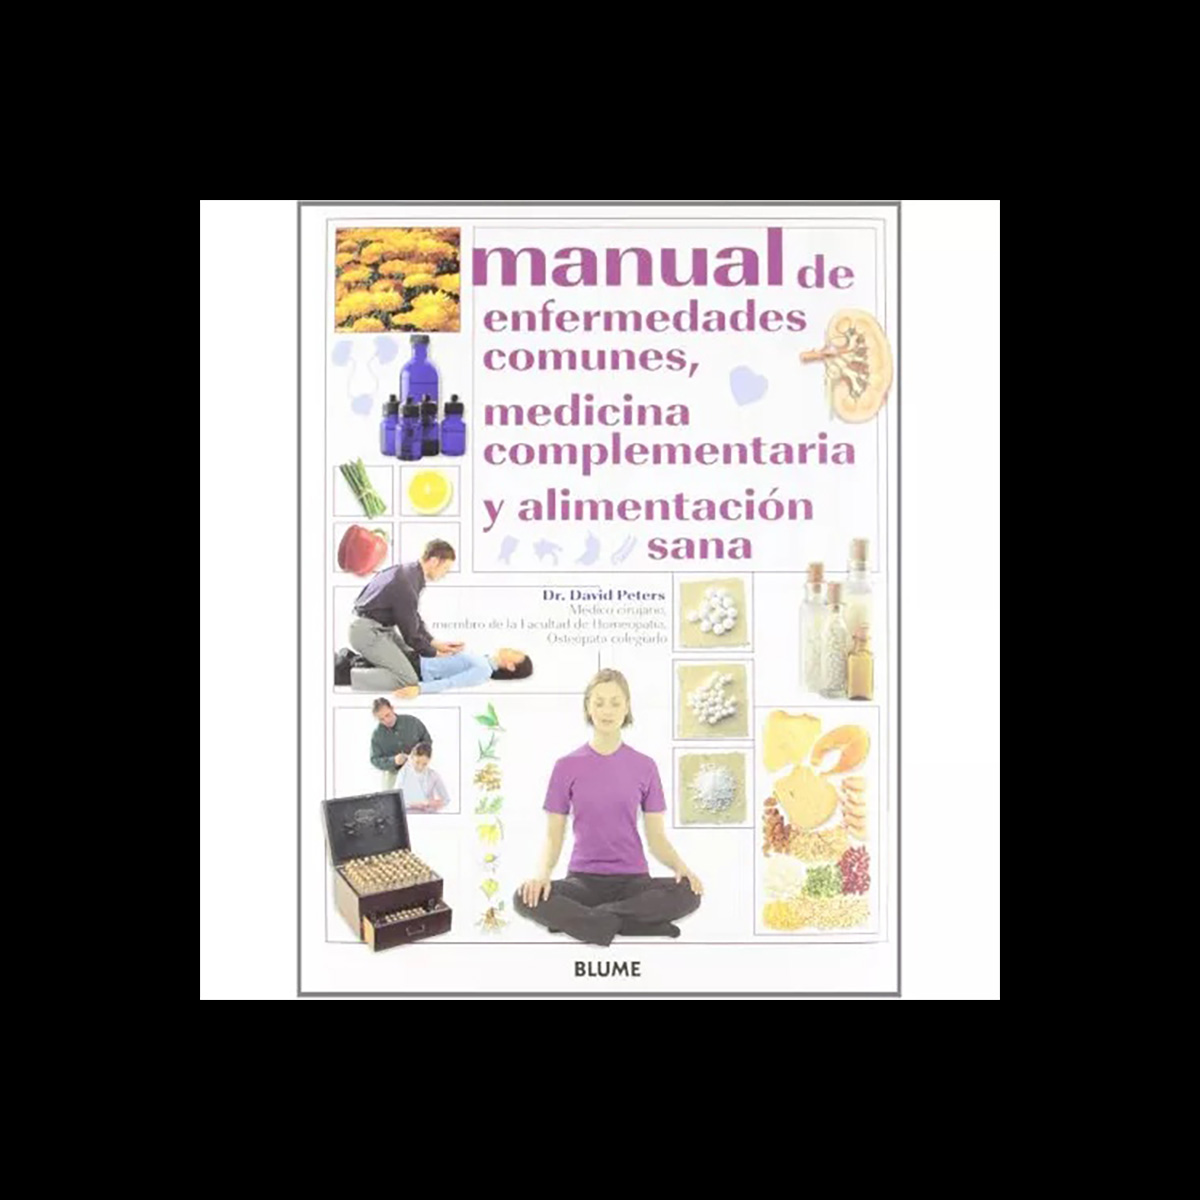 manual de
enfermedades
comunes,
medicina
complementaria
y alimentación
sana
Dr. David Peters
Médico cirujano,
miembro de la Facultad de Homeopatía,
Osteópata colegiado
BLUME